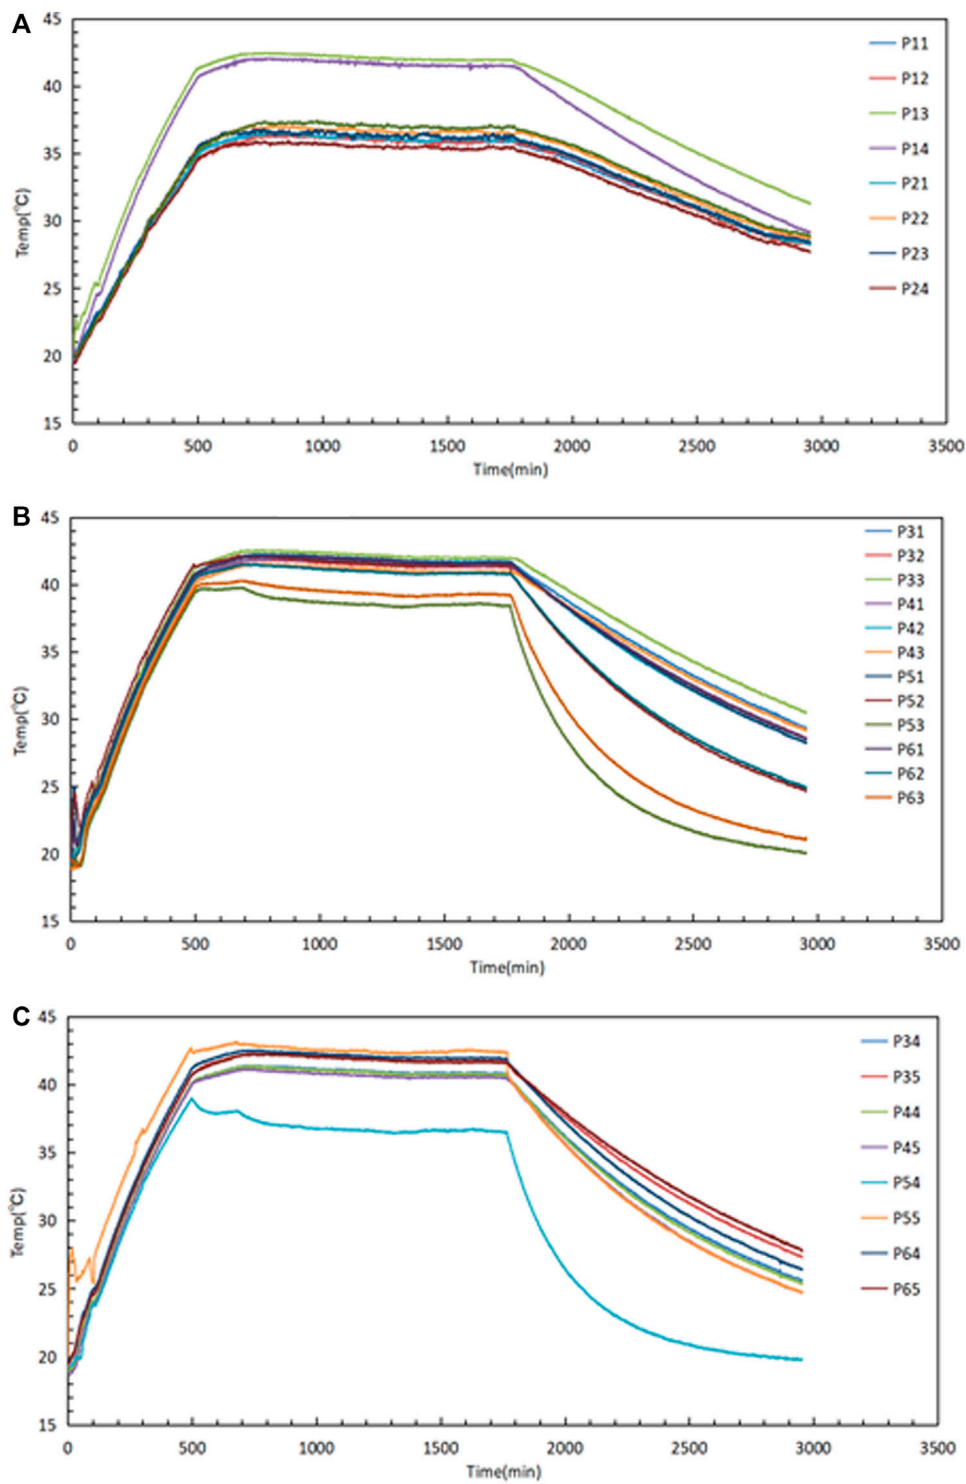 A
45
40
35
30
25
20
15
Temp(°C)
0 500 1000 1500 2000 2500 3000 3500
Time(min)
P11
P12
P13
P14
P21
P22
P23
P24
B
45
40
35
30
25
20
15
Temp(°C)
0 500 1000 1500 2000 2500 3000 3500
Time(min)
P31
P32
P33
P41
P42
P43
P51
P52
P53
P61
P62
P63
C
45
40
35
30
25
20
15
Temp(°C)
0 500 1000 1500 2000 2500 3000 3500
Time(min)
P34
P35
P44
P45
P54
P55
P64
P65